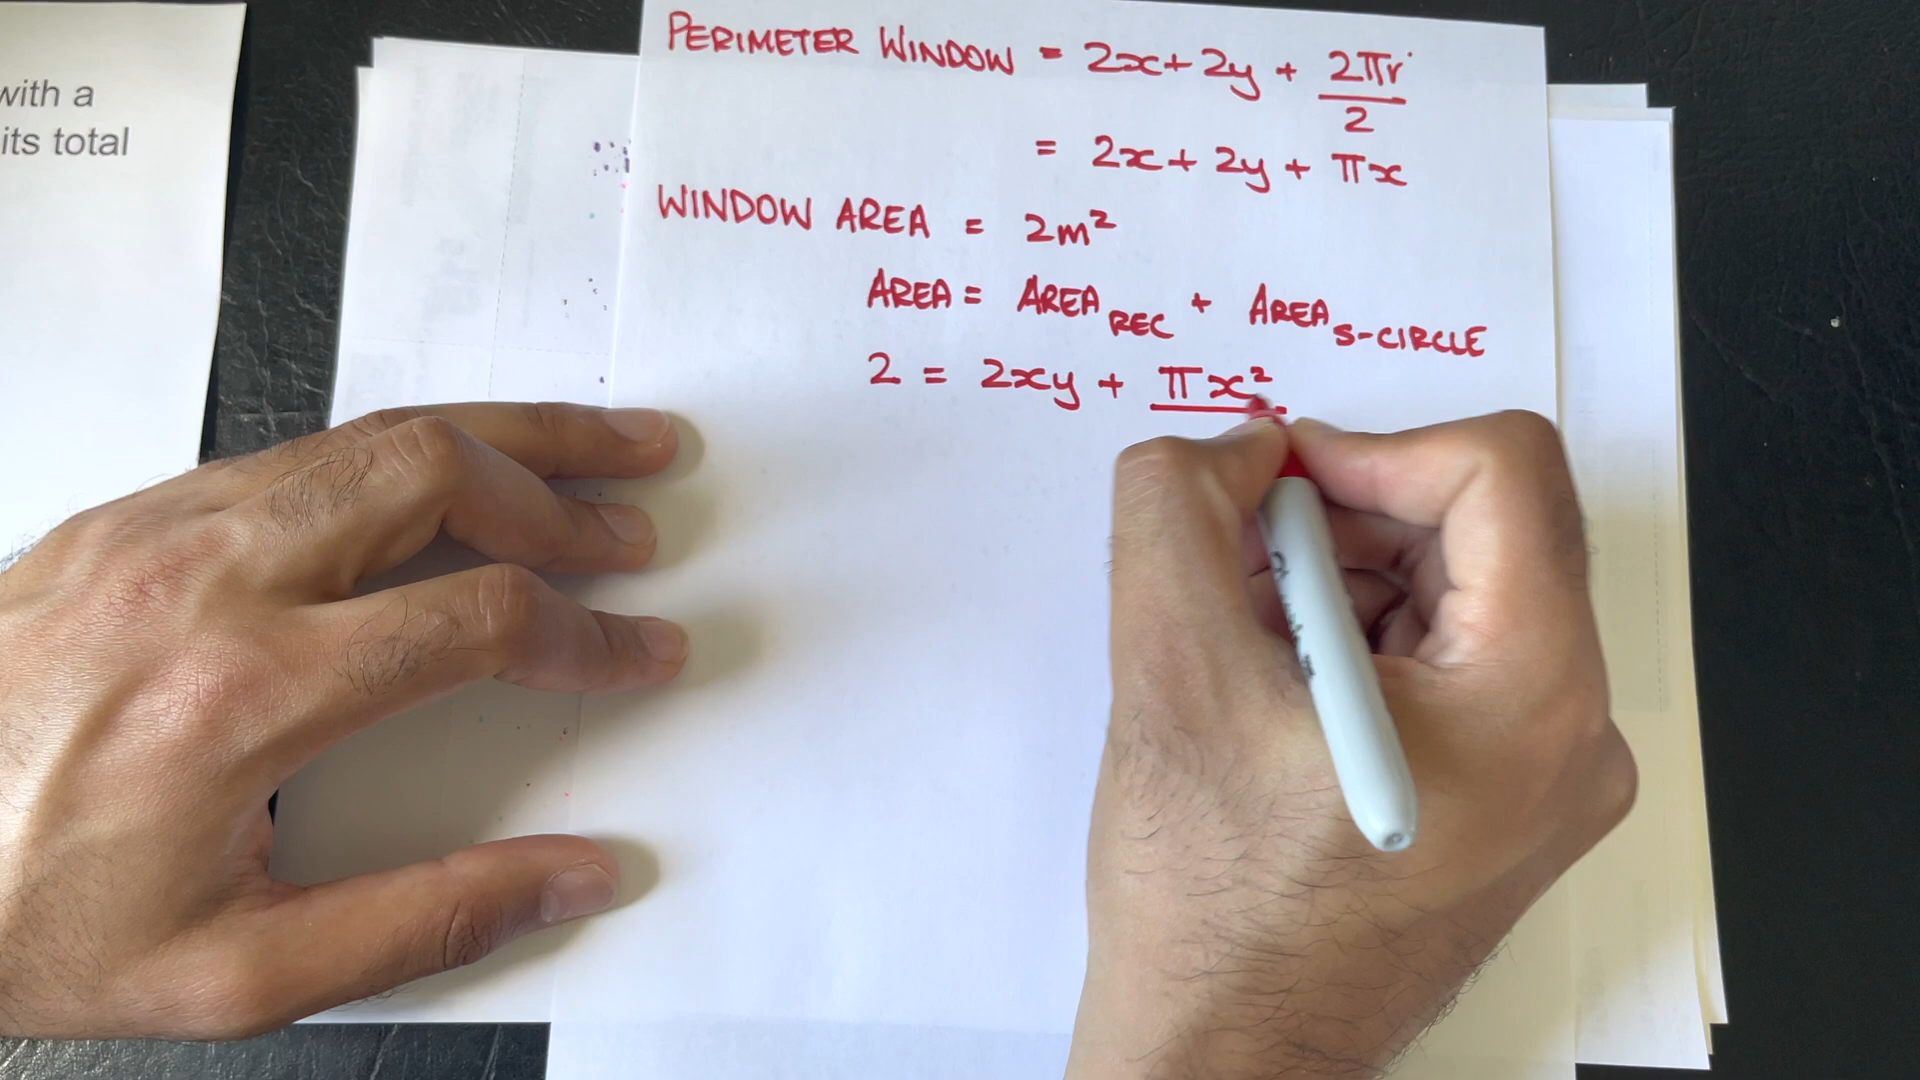 with a
its total
PERIMETER WINDOW = 2x + 2y + 2πr/2
= 2x + 2y + πx
WINDOW AREA = 2m²
AREA = AREA REC + AREA S-CIRCLE
2 = 2xy + πx²